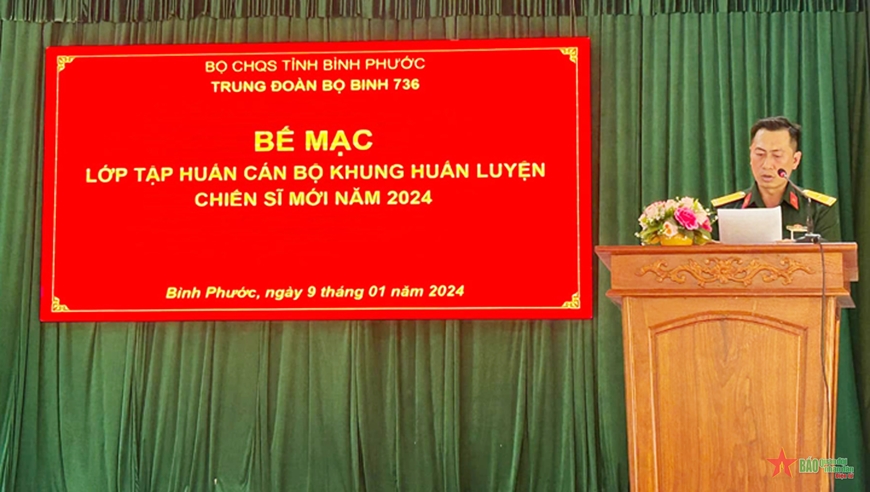 BỘ CHQS TỈNH BÌNH PHƯỚC
TRUNG ĐOÀN BỘ BINH 736
BẾ MẠC
LỚP TẬP HUẤN CÁN BỘ KHUNG HUẤN LUYỆN
CHIẾN SĨ MỚI NĂM 2024
Bình Phước, ngày 9 tháng 01 năm 2024
BÁO